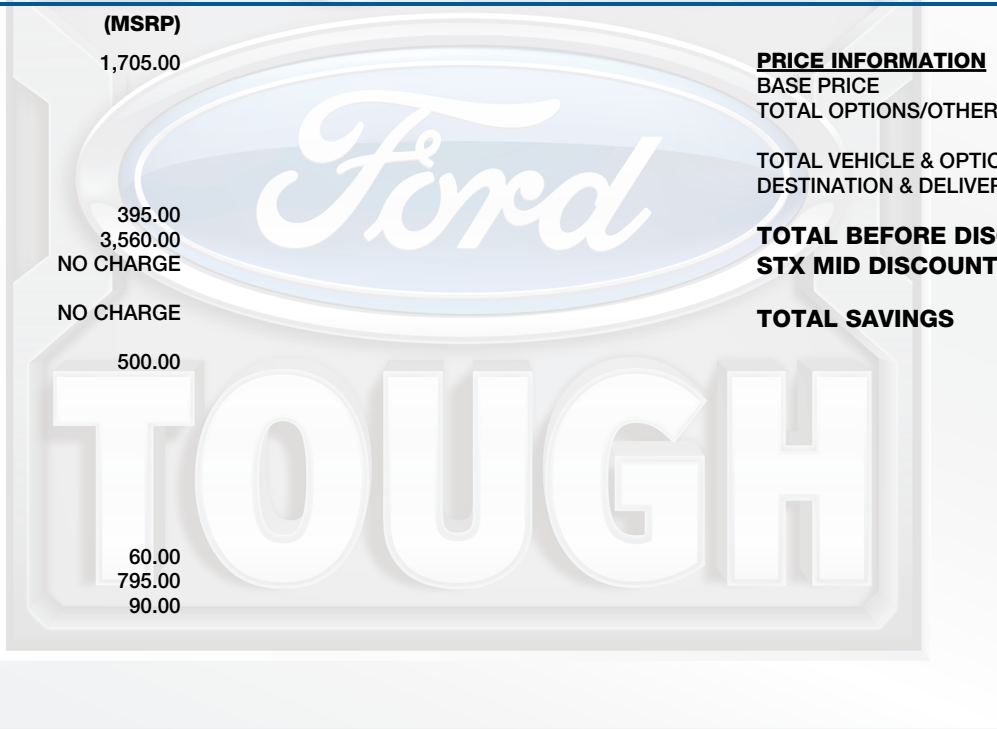 (MSRP)
1,705.00
395.00
3,560.00
NO CHARGE
NO CHARGE
500.00
60.00
795.00
90.00
PRICE INFORMATION
BASE PRICE
TOTAL OPTIONS/OTHER
TOTAL VEHICLE & OPTIO
DESTINATION & DELIVER
TOTAL BEFORE DIS
STX MID DISCOUNT
TOTAL SAVINGS
Ford
TOUGH